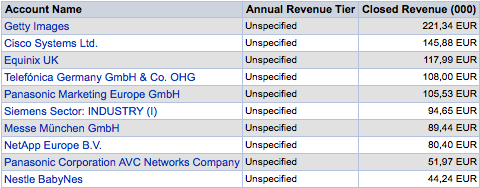 Account Name Annual Revenue Tier Closed Revenue (000)
Getty Images Unspecified 221,34 EUR
Cisco Systems Ltd. Unspecified 145,88 EUR
Equinix UK Unspecified 117,99 EUR
Telefónica Germany GmbH & Co. OHG Unspecified 108,00 EUR
Panasonic Marketing Europe GmbH Unspecified 105,53 EUR
Siemens Sector: INDUSTRY (I) Unspecified 94,65 EUR
Messe München GmbH Unspecified 89,44 EUR
NetApp Europe B.V. Unspecified 80,40 EUR
Panasonic Corporation AVC Networks Company Unspecified 51,97 EUR
Nestle BabyNes Unspecified 44,24 EUR